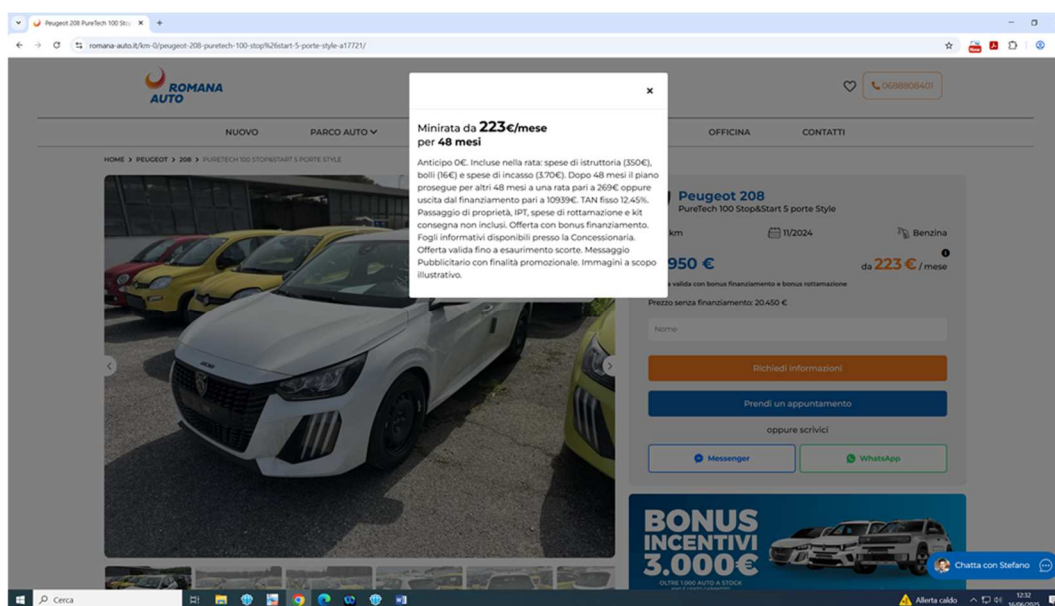 Peugeot 208 PureTech 100 Stop
romana-auto.it/km-0/peugeot-208-puretech-100-stop%26start-5-porte-style-a17721/
ROMANA
AUTO
0688808401
NUOVO
PARCO AUTO
OFFICINA
CONTATTI
HOME > PEUGEOT > 208 > PURETECH 100 STOP&START 5 PORTE STYLE
Minirata da 223€/mese
per 48 mesi
Anticipo 0€. Incluse nella rata: spese di istruttoria (350€),
bolli (16€) e spese di incasso (3.70€). Dopo 48 mesi il piano
prosegue per altri 48 mesi a una rata pari a 269€ oppure
uscita dal finanziamento pari a 10939€. TAN fisso 12.45%.
Passaggio di proprietà, IPT, spese di rottamazione e kit
consegna non inclusi. Offerta con bonus finanziamento.
Fogli informativi disponibili presso la Concessionaria.
Offerta valida fino a esaurimento scorte. Messaggio
Pubblicitario con finalità promozionale. Immagini a scopo
illustrativo.
Peugeot 208
PureTech 100 Stop&Start 5 porte Style
km
11/2024
Benzina
950 €
da 223 € / mese
valida con bonus finanziamento e bonus rottamazione
Prezzo senza finanziamento: 20.450 €
Nome
Richiedi informazioni
Prendi un appuntamento
oppure scrivici
Messenger
WhatsApp
BONUS
INCENTIVI
3.000€
OLTRE 1.000 AUTO A STOCK
Chatta con Stefano
Cerca
Allerta caldo
12:32
16/06/2025